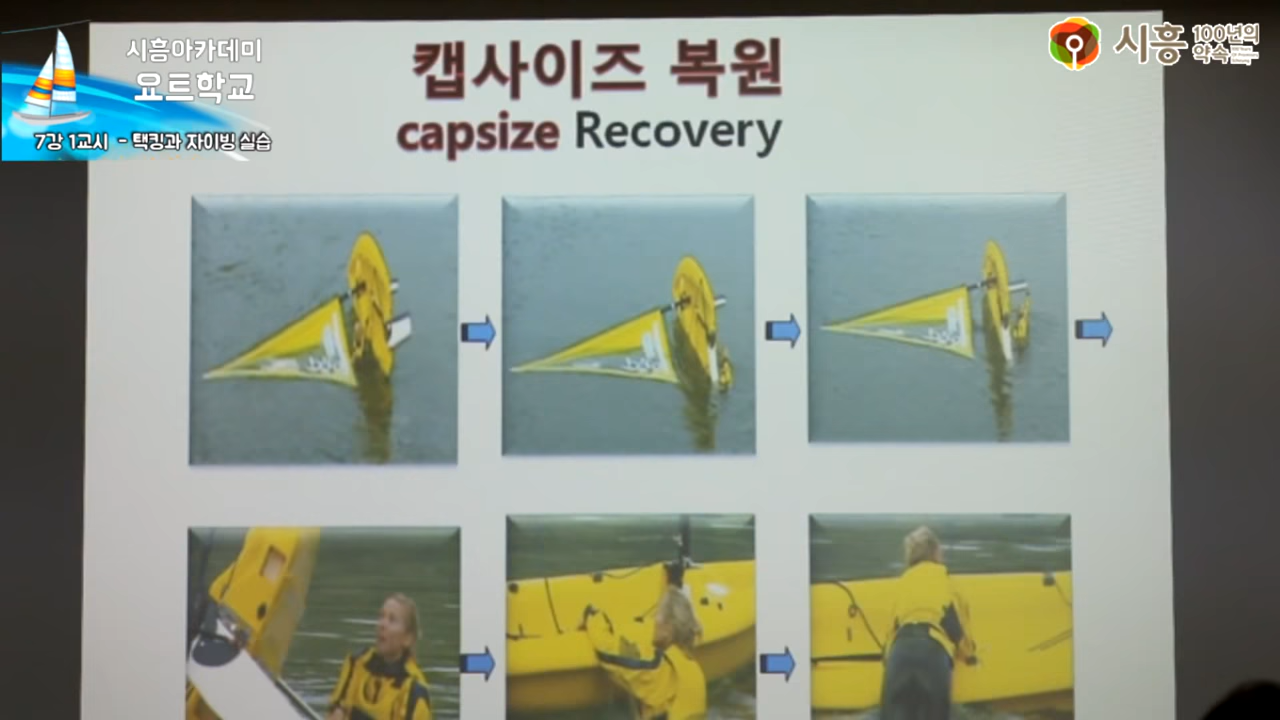 시흥아카데미
요트학교
7강 1교시 - 택킹과 자이빙 실습
시흥 100년의
약속
캡사이즈 복원
capsize Recovery